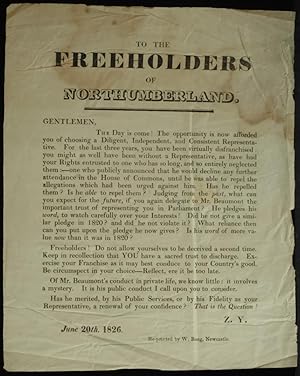 TO THE
FREEHOLDERS
OF
NORTHUMBERLAND.
GENTLEMEN,
THE Day is come! The opportunity is now afforded
you of choosing a Diligent, Independent, and Consistent Representa-
tive. For the last three years, you have been virtually disfranchised:
you might as well have been without a Representative, as have had
your Rights entrusted to one who has so long, and so entirely neglected
them:—one who publicly announced that he would decline any further
attendance in the House of Commons, until he was able to repel the
allegations which had been urged against him. Has he repelled
them? Is he able to repel them? Judging from the past, what can
you expect for the future, if you again delegate to Mr. Beaumont the
important trust of representing you in Parliament? He pledges his
word, to watch carefully over your Interests! Did he not give a simi-
lar pledge in 1820? and did he not violate it? What reliance then
can you put upon the pledge he now gives? Is his word of more va-
lue now than it was in 1820?
Freeholders! Do not allow yourselves to be deceived a second time.
Keep in recollection that YOU have a sacred trust to discharge. Ex-
ercise your Franchise as it may best conduce to your Country's good.
Be circumspect in your choice—Reflect, ere it be too late.
Of Mr. Beaumont's conduct in private life, we know little: it involves
a mystery. It is his public conduct I call upon you to consider.
Has he merited, by his Public Services, or by his Fidelity as your
Representative, a renewal of your confidence? That is the Question!
Z. Y.
June 20th. 1826.
Re-printed by W. Boag, Newcastle.